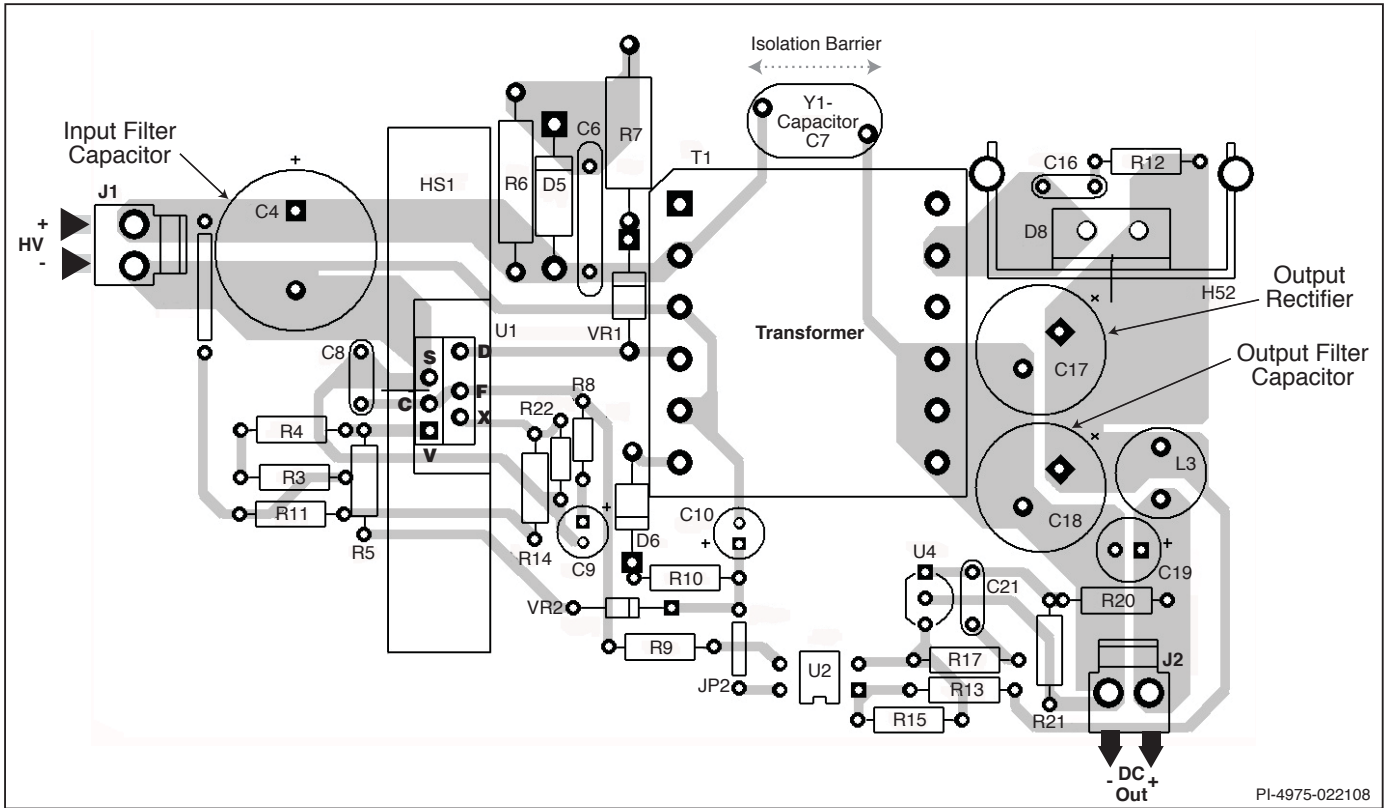 Isolation Barrier
Y1-
Capacitor
C7
Input Filter
Capacitor
+
C4
J1
+
HV
-
HS1
R6
D5
C6
R7
T1
C16
R12
D8
H52
Output
Rectifier
U1
VR1
Transformer
C17
Output Filter
Capacitor
C8
S
D
C
F
X
V
R4
R3
R11
R5
R22
R8
R14
+
C9
D6
C10
+
×
×
C18
L3
+
C19
R10
VR2
R9
JP2
U2
U4
C21
R20
R17
R13
R15
R21
J2
- DC +
Out
PI-4975-022108